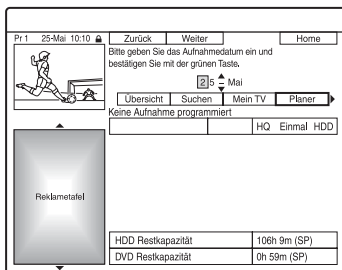 Pr 1 25-Mai 10:10 Zurück Weiter Home
Bitte geben Sie das Aufnahmedatum ein und
bestätigen Sie mit der grünen Taste.
25 Mai
Übersicht Suchen Mein TV Planer
Keine Aufnahme programmiert
HQ Einmal HDD
Reklametafel
HDD Restkapazität 106h 9m (SP)
DVD Restkapazität 0h 59m (SP)